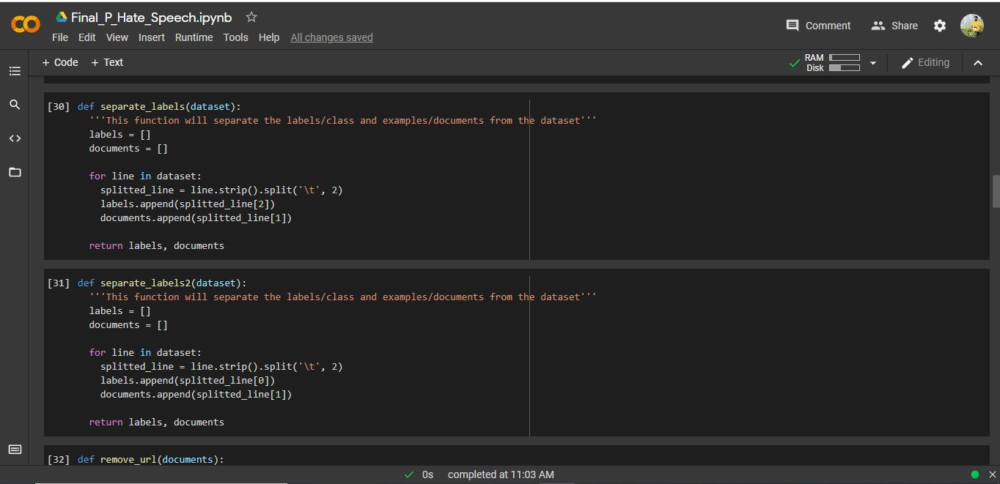 Final_P_Hate_Speech.ipynb
File Edit View Insert Runtime Tools Help All changes saved
Comment Share
+ Code + Text
RAM
Disk
Editing
[30] def separate_labels(dataset):
'''This function will separate the labels/class and examples/documents from the dataset'''
labels = []
documents = []
for line in dataset:
splitted_line = line.strip().split('\t', 2)
labels.append(splitted_line[2])
documents.append(splitted_line[1])
return labels, documents
[31] def separate_labels2(dataset):
'''This function will separate the labels/class and examples/documents from the dataset'''
labels = []
documents = []
for line in dataset:
splitted_line = line.strip().split('\t', 2)
labels.append(splitted_line[0])
documents.append(splitted_line[1])
return labels, documents
[32] def remove_url(documents):
0s completed at 11:03 AM